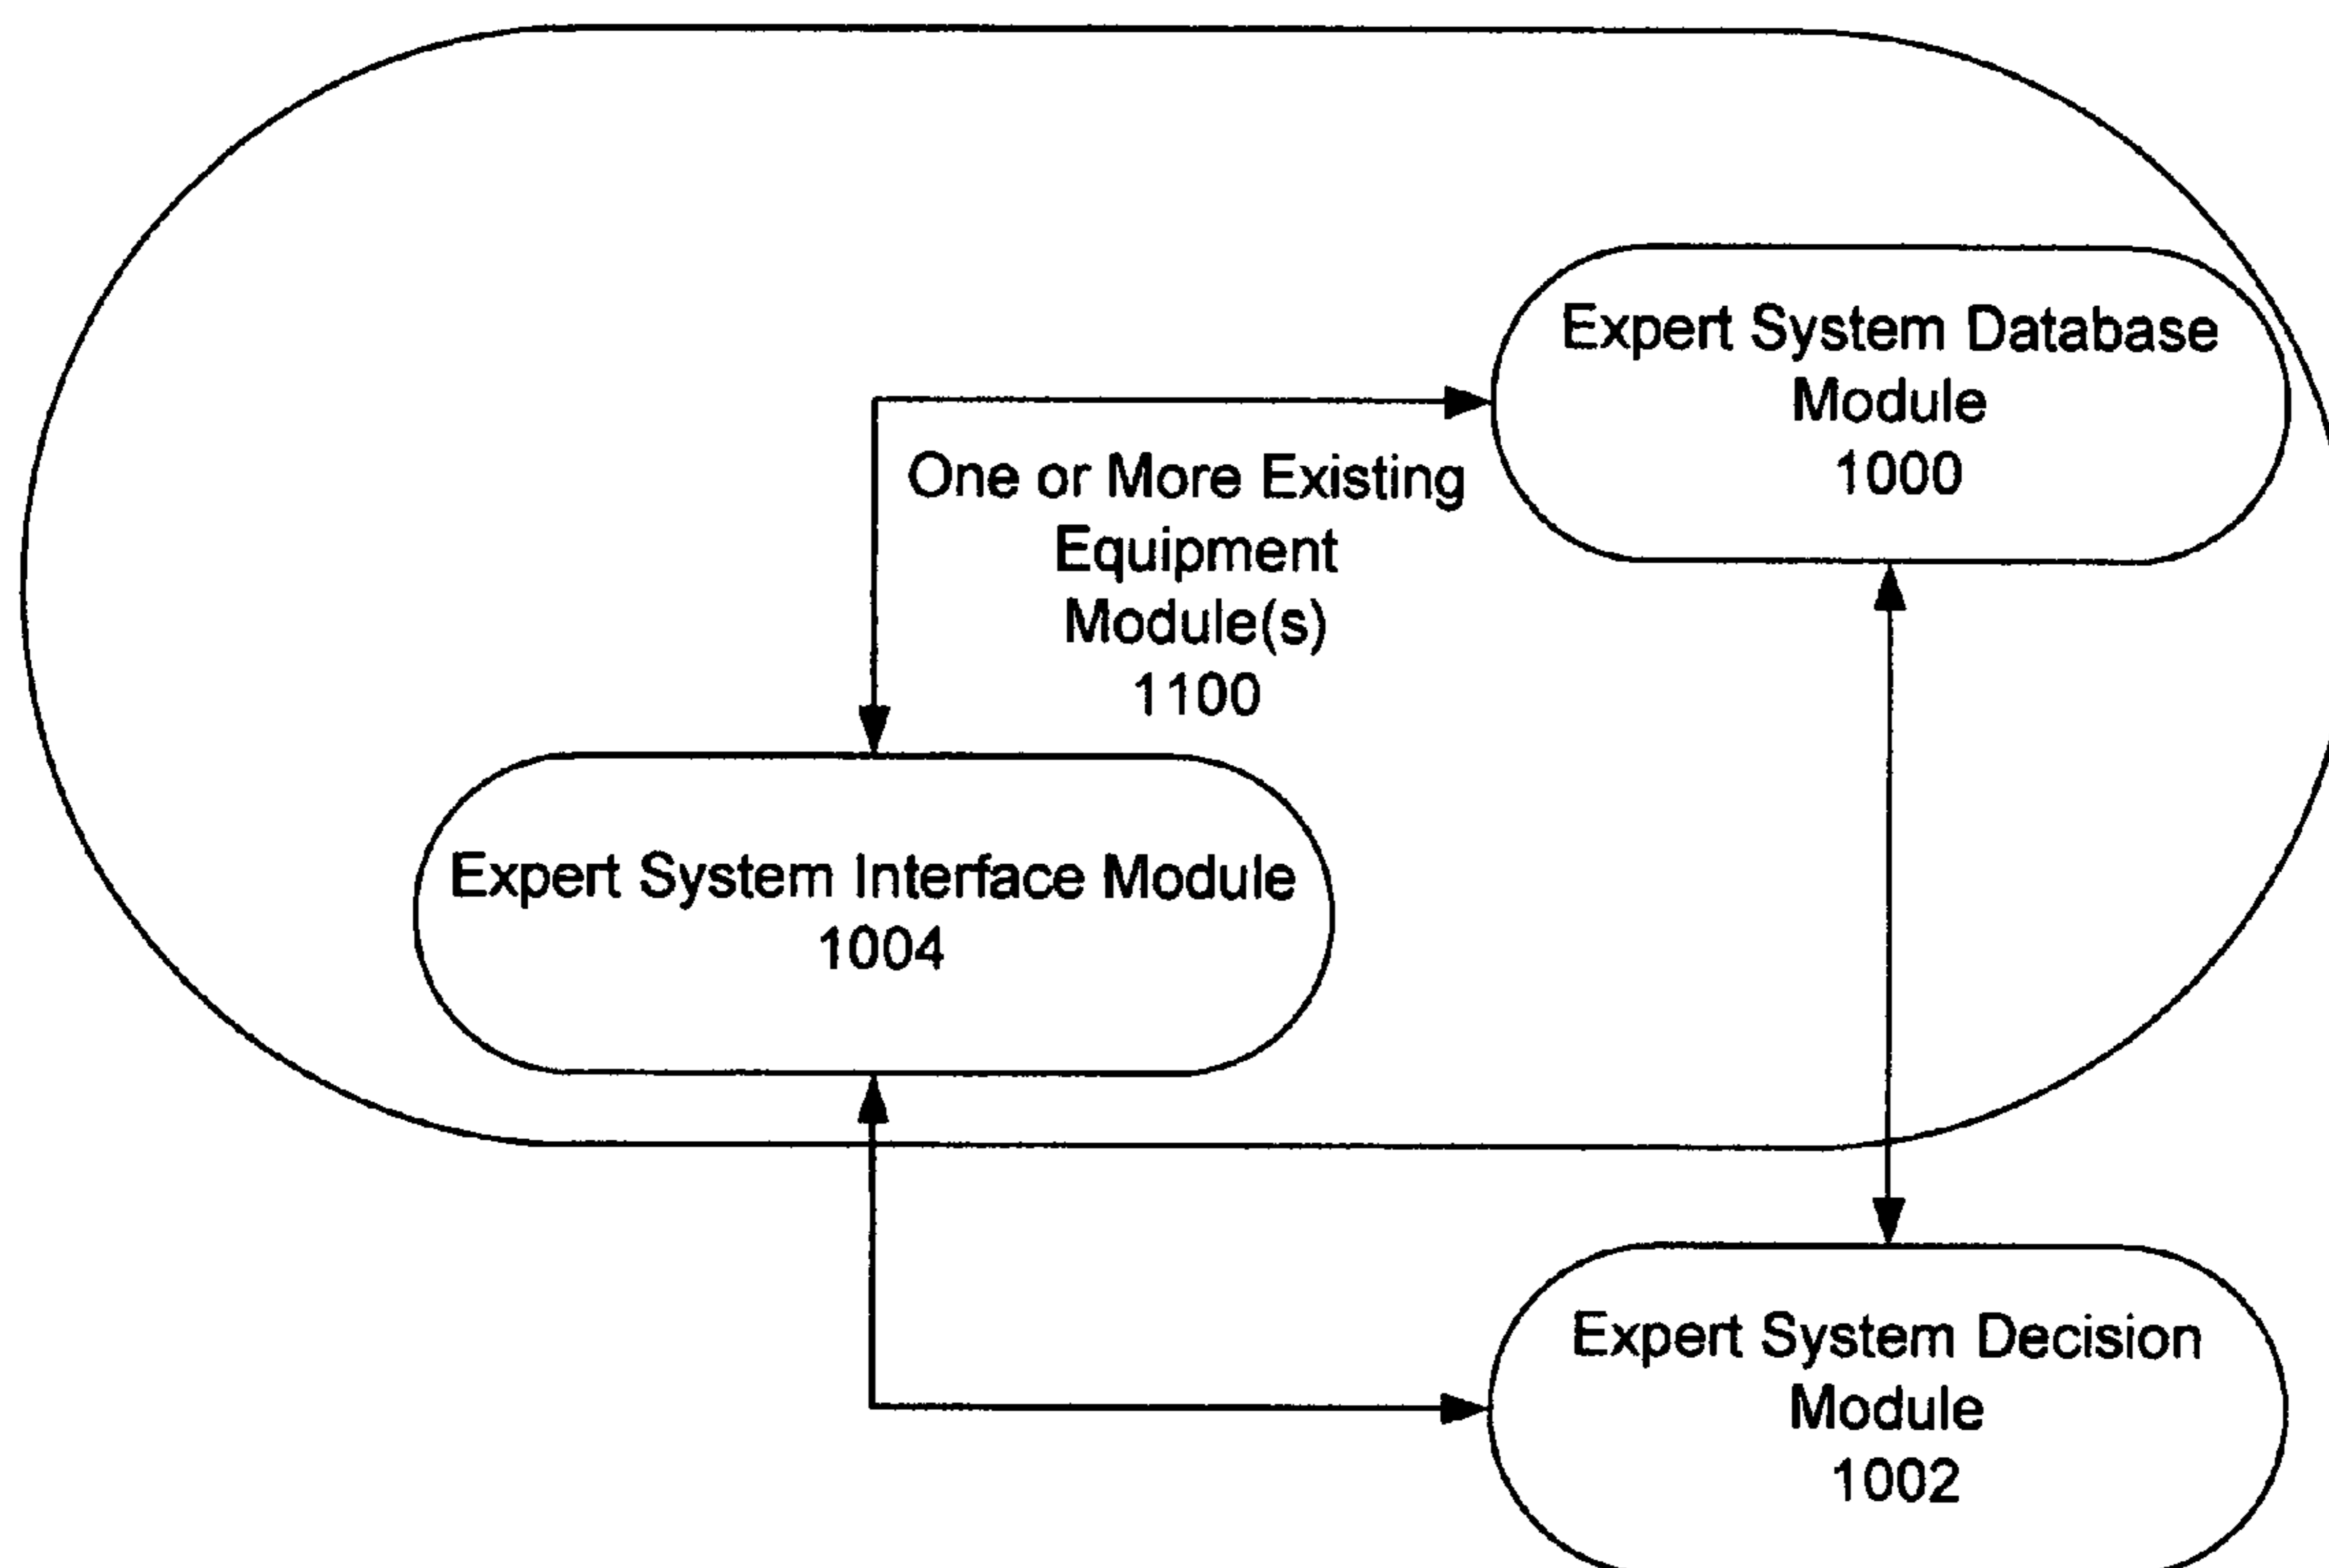 Expert System Database
Module
1000
One or More Existing
Equipment
Module(s)
1100
Expert System Interface Module
1004
Expert System Decision
Module
1002